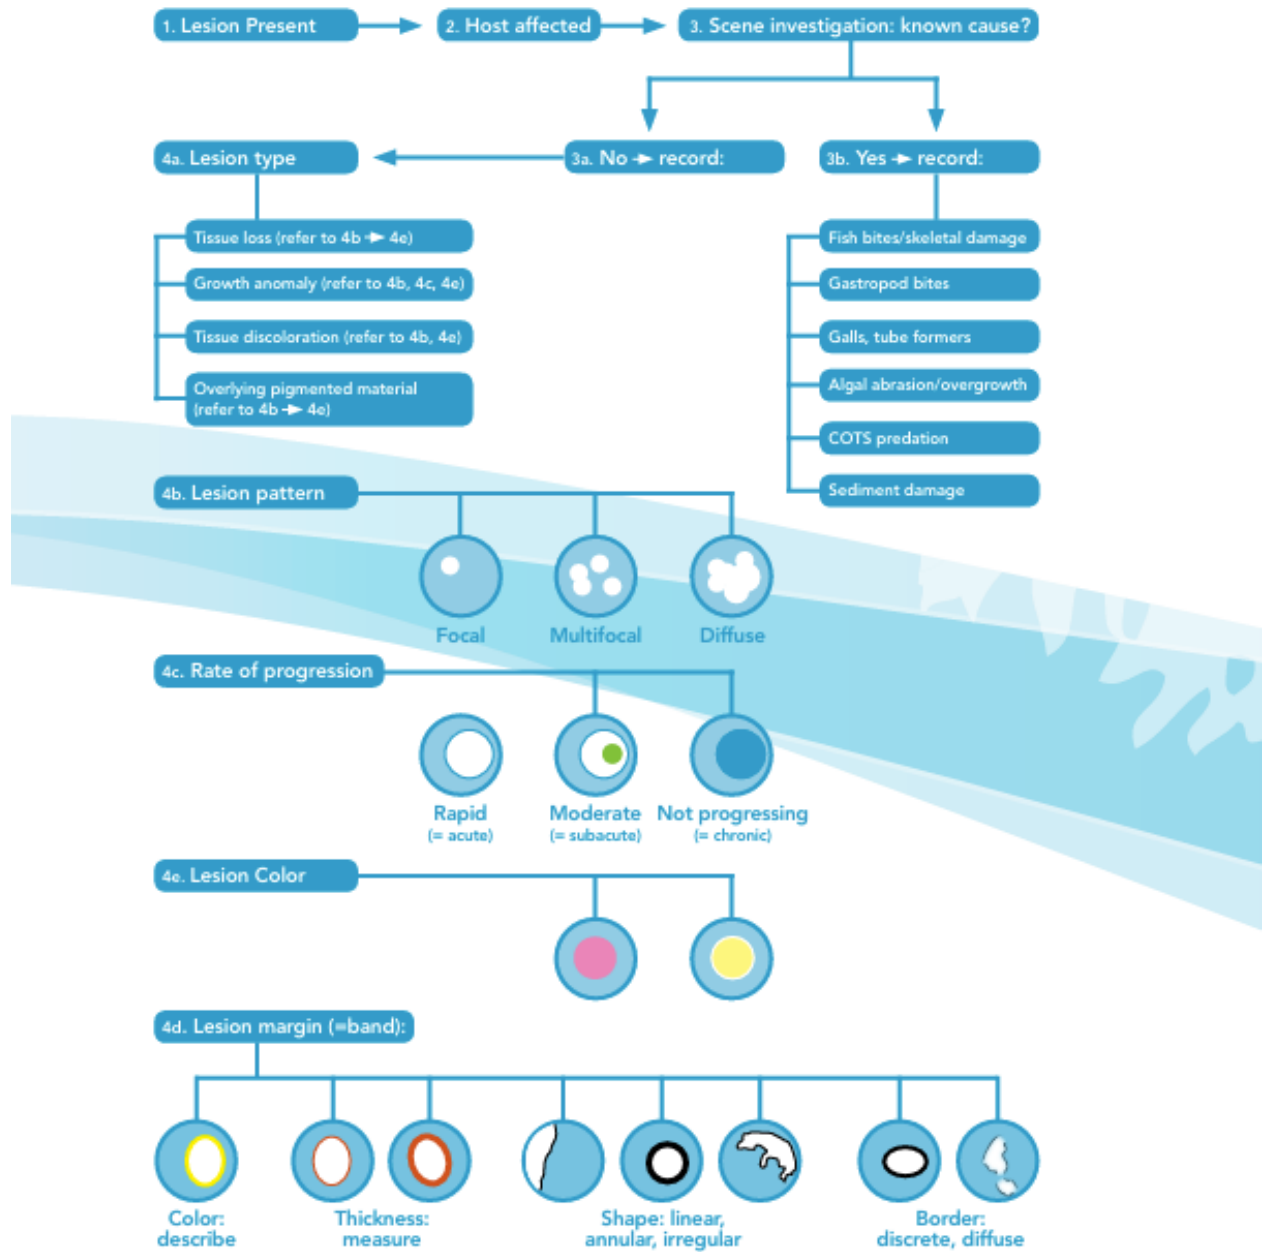 1. Lesion Present
2. Host affected
3. Scene investigation: known cause?
4a. Lesion type
3a. No → record:
3b. Yes → record:
Tissue loss (refer to 4b → 4e)
Growth anomaly (refer to 4b, 4c, 4e)
Tissue discoloration (refer to 4b, 4e)
Overlying pigmented material
(refer to 4b → 4e)
Fish bites/skeletal damage
Gastropod bites
Galls, tube formers
Algal abrasion/overgrowth
COTS predation
Sediment damage
4b. Lesion pattern
Focal
Multifocal
Diffuse
4c. Rate of progression
Rapid
(= acute)
Moderate
(= subacute)
Not progressing
(= chronic)
4e. Lesion Color
4d. Lesion margin (=band):
Color:
describe
Thickness:
measure
Shape: linear,
annular, irregular
Border:
discrete, diffuse